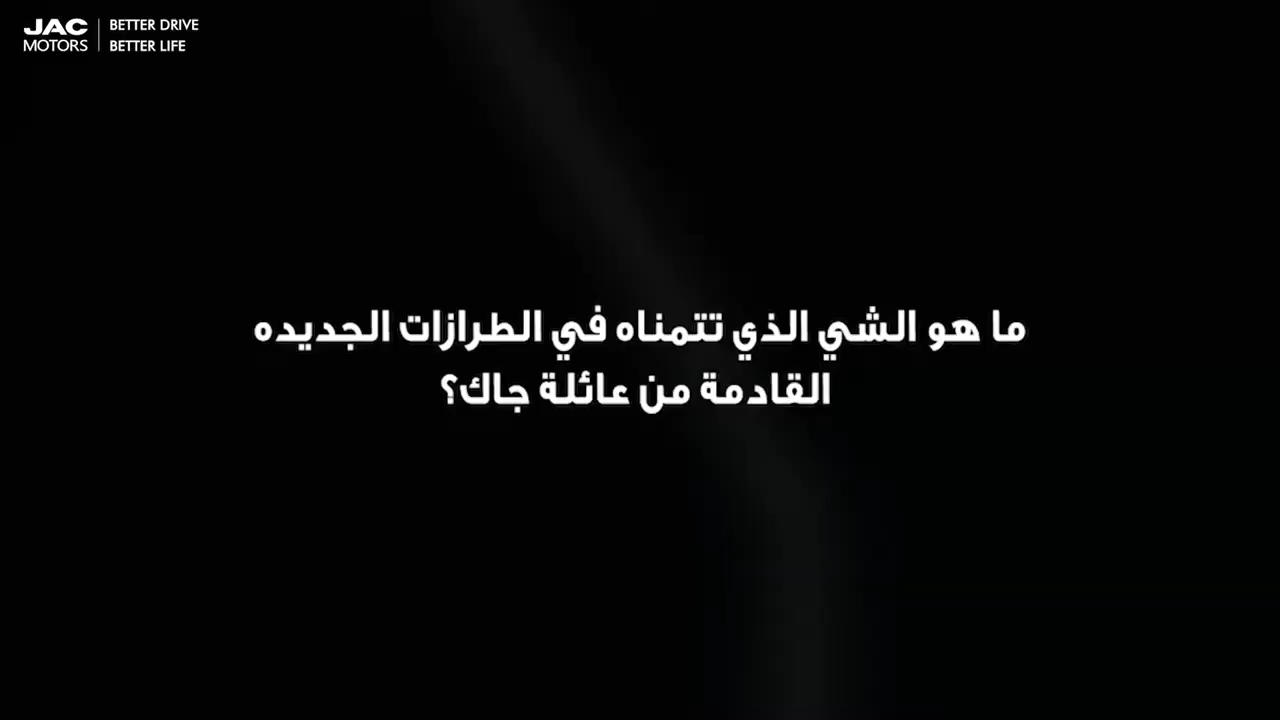 JAC
MOTORS
BETTER DRIVE
BETTER LIFE
ما هو الشي الذي تتمناه في الطرازات الجديده
القادمة من عائلة جاك؟